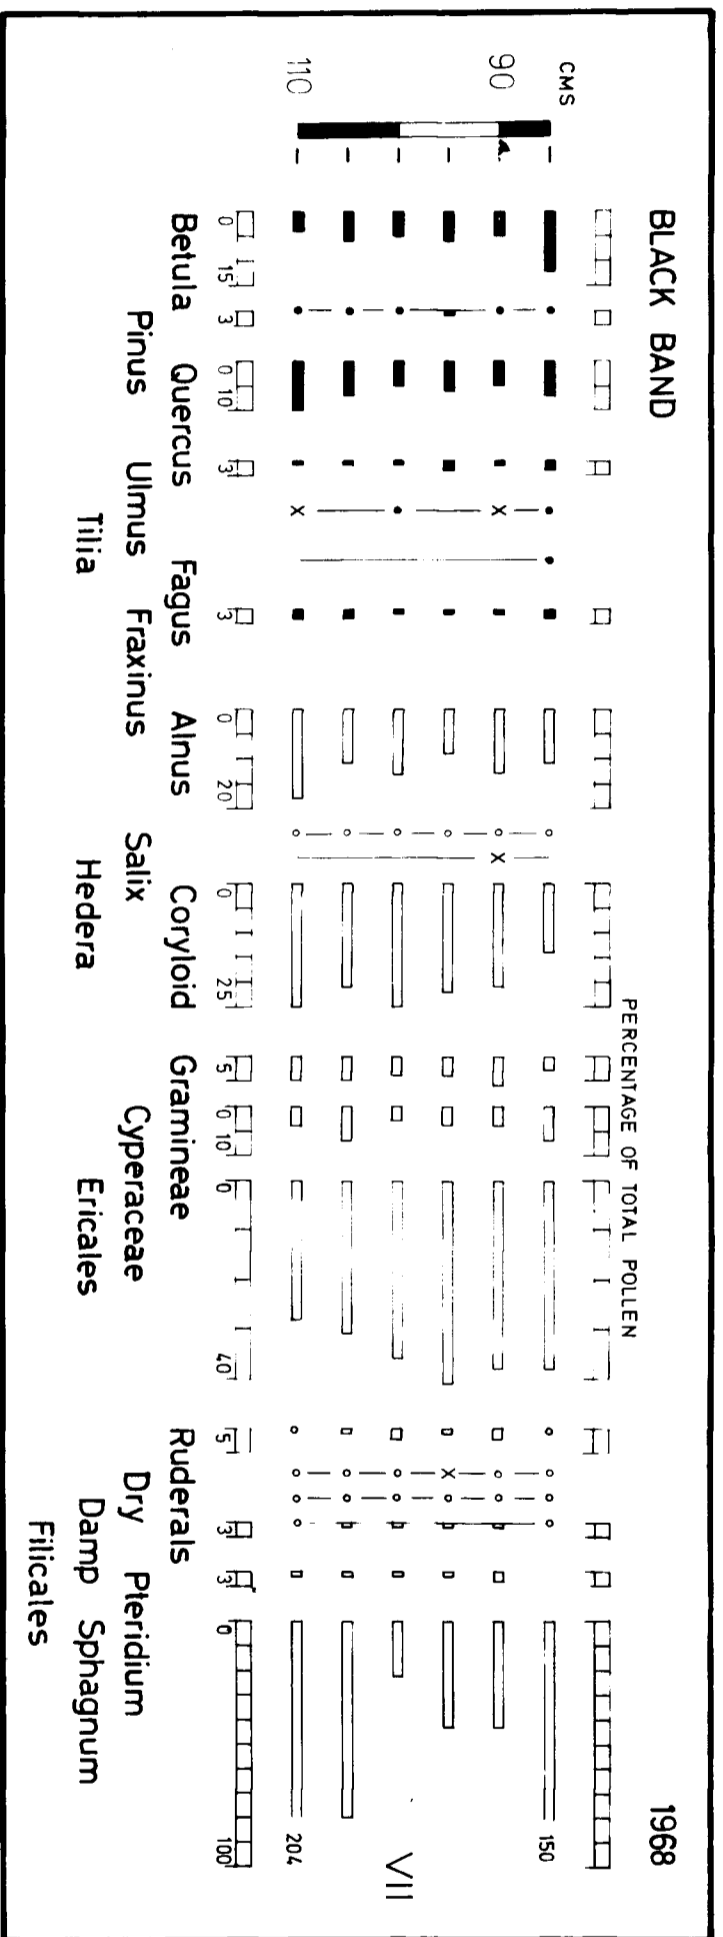 BLACK BAND 1968
PERCENTAGE OF TOTAL POLLEN
CMS
90
110
150
204
VII
0 15 3 0 10 3 3 0 20 0 25 5 0 10 0 40 5 3 3 0 100
Betula Quercus Fagus Alnus Coryloid Gramineae Ruderals
Pinus Ulmus Fraxinus Salix Cyperaceae Dry Pteridium
Tilia Hedera Ericales Damp Sphagnum
Filicales